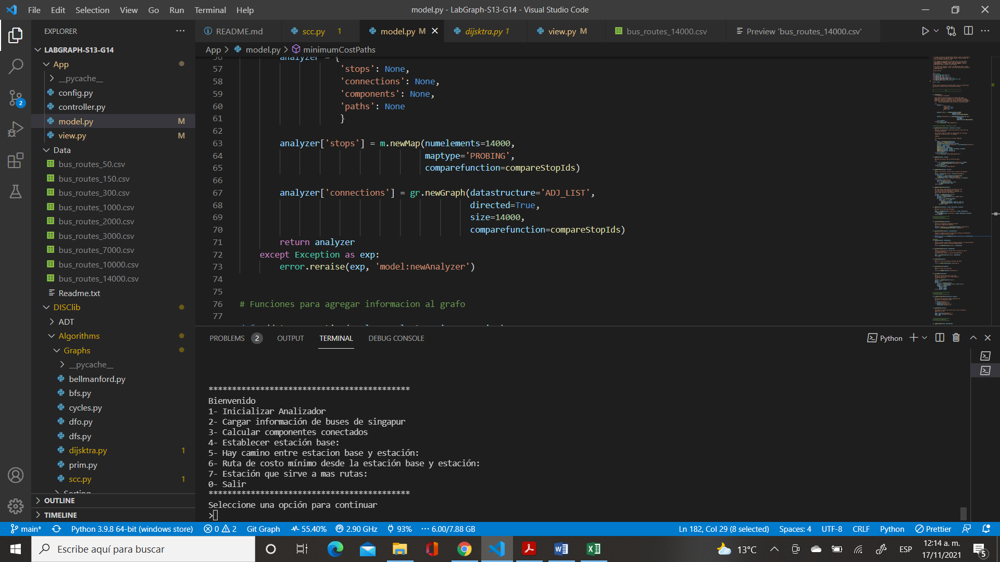 File Edit Selection View Go Run Terminal Help
model.py - LabGraph-S13-G14 - Visual Studio Code
EXPLORER
README.md
scc.py 1
model.py M
dijsktra.py 1
view.py M
bus_routes_14000.csv
Preview 'bus_routes_14000.csv'
App > model.py > minimumCostPaths
LABGRAPH-S13-G14
App
__pycache__
config.py
controller.py
model.py M
view.py M
Data
bus_routes_50.csv
bus_routes_150.csv
bus_routes_300.csv
bus_routes_1000.csv
bus_routes_2000.csv
bus_routes_3000.csv
bus_routes_7000.csv
bus_routes_10000.csv
bus_routes_14000.csv
Readme.txt
DISClib
ADT
Algorithms
Graphs
__pycache__
bellmanford.py
bfs.py
cycles.py
dfo.py
dfs.py
dijsktra.py 1
prim.py
scc.py 1
Sorting
OUTLINE
TIMELINE
2
56 analyzer = {
57 'stops': None,
58 'connections': None,
59 'components': None,
60 'paths': None
61 }
62
63 analyzer['stops'] = m.newMap(numelements=14000,
64 maptype='PROBING',
65 comparefunction=compareStopIds)
66
67 analyzer['connections'] = gr.newGraph(datastructure='ADJ_LIST',
68 directed=True,
69 size=14000,
70 comparefunction=compareStopIds)
71 return analyzer
72 except Exception as exp:
73 error.reraise(exp, 'model:newAnalyzer')
74
75
76 # Funciones para agregar informacion al grafo
77
PROBLEMS 2 OUTPUT TERMINAL DEBUG CONSOLE
Python
*******************************************
Bienvenido
1- Inicializar Analizador
2- Cargar información de buses de singapur
3- Calcular componentes conectados
4- Establecer estación base:
5- Hay camino entre estacion base y estación:
6- Ruta de costo mínimo desde la estación base y estación:
7- Estación que sirve a mas rutas:
0- Salir
*******************************************
Seleccione una opción para continuar
>
main* Python 3.9.8 64-bit (windows store) 0 2 Git Graph 55.40% 2.90 GHz 93% 6.00/7.88 GB
Ln 182, Col 29 (8 selected) Spaces: 4 UTF-8 CRLF Python Prettier
Escribe aquí para buscar
13°C
ESP
12:14 a. m.
17/11/2021
5